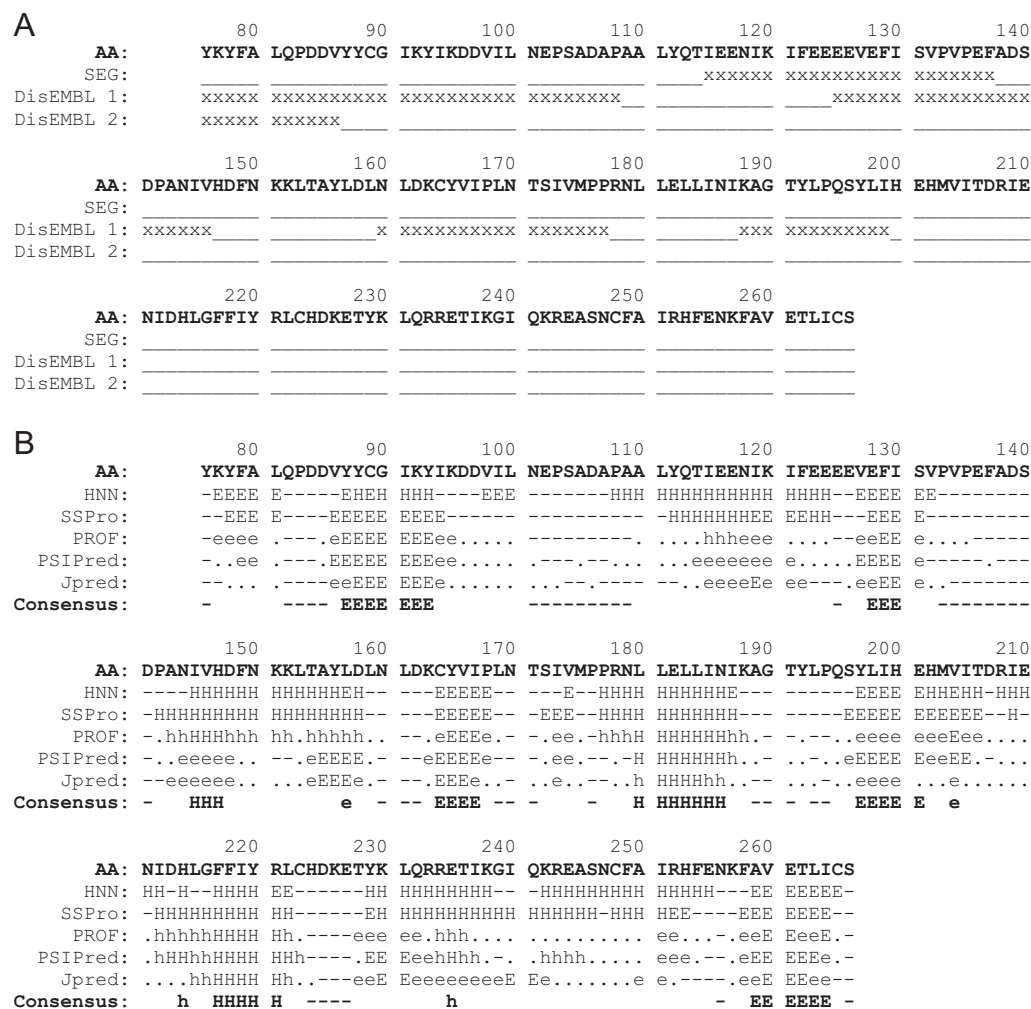 A
80 90 100 110 120 130 140
AA: YKYFA LQPDDVYYCG IKYIKDDVIL NEPSADAPAA LYQTIEENIK IFEEEEVEFI SVPVPEFADS
SEG: _____ __________ __________ __________ ____xxxxxx xxxxxxxxxx xxxxxxx___
DisEMBL 1: xxxxx xxxxxxxxxx xxxxxxxxxx xxxxxxx___ __________ ____xxxxxx xxxxxxxxxx
DisEMBL 2: xxxxx xxxxxx____ __________ __________ __________ __________ __________
150 160 170 180 190 200 210
AA: DPANIVHDFN KKLTAYLDLN LDKCYVIPLN TSIVMPPRNL LELLINIKAG TYLPQSYLIH EHMVITDRIE
SEG: __________ __________ __________ __________ __________ __________ __________
DisEMBL 1: xxxxxx____ _________x xxxxxxxxxx xxxxxxx___ _______xxx xxxxxxxxx_ __________
DisEMBL 2: __________ __________ __________ __________ __________ __________ __________
220 230 240 250 260
AA: NIDHLGFFIY RLCHDKETYK LQRRETIKGI QKREASNCFA IRHFENKFAV ETLICS
SEG: __________ __________ __________ __________ __________ ______
DisEMBL 1: __________ __________ __________ __________ __________ ______
DisEMBL 2: __________ __________ __________ __________ __________ ______
B
80 90 100 110 120 130 140
AA: YKYFA LQPDDVYYCG IKYIKDDVIL NEPSADAPAA LYQTIEENIK IFEEEEVEFI SVPVPEFADS
HNN: -EEEE E-----EHEH HHH----EEE -------HHH HHHHHHHHHH HHHH--EEEE EE--------
SSPro: --EEE E----EEEEE EEEE------ ---------- -HHHHHHHEE EEHH--EEE- E---------
PROF: -eeee .---.eEEEE EEEee..... --------.. ....hhheee ....--eeEE e....-----
PSIPred: -..ee ....eEEEEE EEEe...... --.---.--. ...eeeeeee ......EEEE e..-..----
Jpred: --... -----eeEEEE EEEe...... ...--.---- ....eeeeEe ee---.eEEE e..-------
Consensus: - ---- EEEE EEE -------- - EEE -------
150 160 170 180 190 200 210
AA: DPANIVHDFN KKLTAYLDLN LDKCYVIPLN TSIVMPPRNL LELLINIKAG TYLPQSYLIH EHMVITDRIE
HNN: ----HHHHHH HHHHHHHEH-- ---EEEEE-- ---E--HHHH HHHHHHE--- ------EEEE EHHEHH-HHH
SSPro: -HHHHHHHHH HHHHHHHH-- ---EEEEE-- -EEE--HHHH HHHHHH---- -----EEEEE EEEEEE--H-
PROF: -.hhHHHhhh hh.hhhhh.. --.eEEEe-- -.ee.-hhhH HHHHHHh.-. ---...eEEE eeeeEee....
PSIPred: -..eeeee.. ...eEEEe.. --.eEEEe.. -.ee.---.H HHHHHHh..- --.--.eEEEE EEeeEE..-.
Jpred: --eeeeee.. ..eEEEe.-. --.eEEEe.-. ....--...h HHHHHhh... ------eeee ....e.....
Consensus: - HHH e - -- EEEE - - - H HHHHHH -- - -- EEEE E e
220 230 240 250 260
AA: NIDHLGFFIY RLCHDKETYK LQRRETIKGI QKREASNCFA IRHFENKFAV ETLICS
HNN: HH-H--HHHH EE------HH HHHHHHHH-- -HHHHHHHHH HHHHHH--EE EEEEE-
SSPro: -HHHHHHHHH HH------EH HHHHHHHHHH HHHHHH-HHH HEE----EEE EEEE--
PROF: .hhhhHHHHH Hh.----eee ee.hhh.... .......... ee...-.eeE EEeeE.-
PSIPred: .hHHhHHHHH HHHh---.EE EEeehHhh.-. .hhhh..... eee.--.eEE EEEe.-
Jpred: ....hHHHHH Hh...--eeE EeeeeeeeeE Ee.......e e....-.eeE EEee--
Consensus: h HHHH H ---- h - EE EEEE -